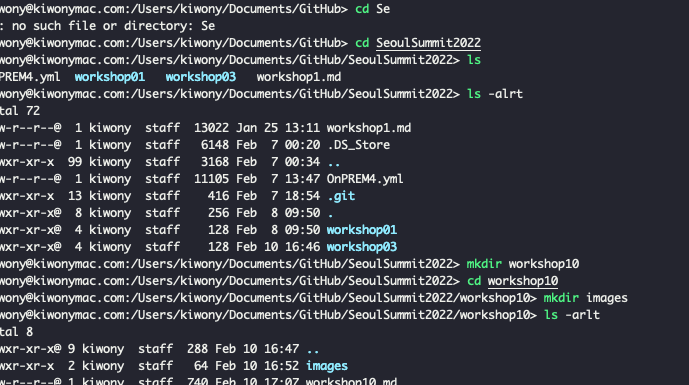 wony@kiwonymac.com:/Users/kiwony/Documents/GitHub> cd Se
: no such file or directory: Se
wony@kiwonymac.com:/Users/kiwony/Documents/GitHub> cd SeoulSummit2022
wony@kiwonymac.com:/Users/kiwony/Documents/GitHub/SeoulSummit2022> ls
PREM4.yml workshop01 workshop03 workshop1.md
wony@kiwonymac.com:/Users/kiwony/Documents/GitHub/SeoulSummit2022> ls -alrt
tal 72
w-r--r--@ 1 kiwony staff 13022 Jan 25 13:11 workshop1.md
w-r--r--@ 1 kiwony staff 6148 Feb 7 00:20 .DS_Store
wxr-xr-x 99 kiwony staff 3168 Feb 7 00:34 ..
w-r--r--@ 1 kiwony staff 11105 Feb 7 13:47 OnPREM4.yml
wxr-xr-x 13 kiwony staff 416 Feb 7 18:54 .git
wxr-xr-x@ 8 kiwony staff 256 Feb 8 09:50 .
wxr-xr-x@ 4 kiwony staff 128 Feb 8 09:50 workshop01
wxr-xr-x@ 4 kiwony staff 128 Feb 10 16:46 workshop03
wony@kiwonymac.com:/Users/kiwony/Documents/GitHub/SeoulSummit2022> mkdir workshop10
wony@kiwonymac.com:/Users/kiwony/Documents/GitHub/SeoulSummit2022> cd workshop10
wony@kiwonymac.com:/Users/kiwony/Documents/GitHub/SeoulSummit2022/workshop10> mkdir images
wony@kiwonymac.com:/Users/kiwony/Documents/GitHub/SeoulSummit2022/workshop10> ls -arlt
tal 8
wxr-xr-x@ 9 kiwony staff 288 Feb 10 16:47 ..
wxr-xr-x 2 kiwony staff 64 Feb 10 16:52 images
w-r--r--@ 1 kiwony staff 740 Feb 10 17:07 workshop10.md